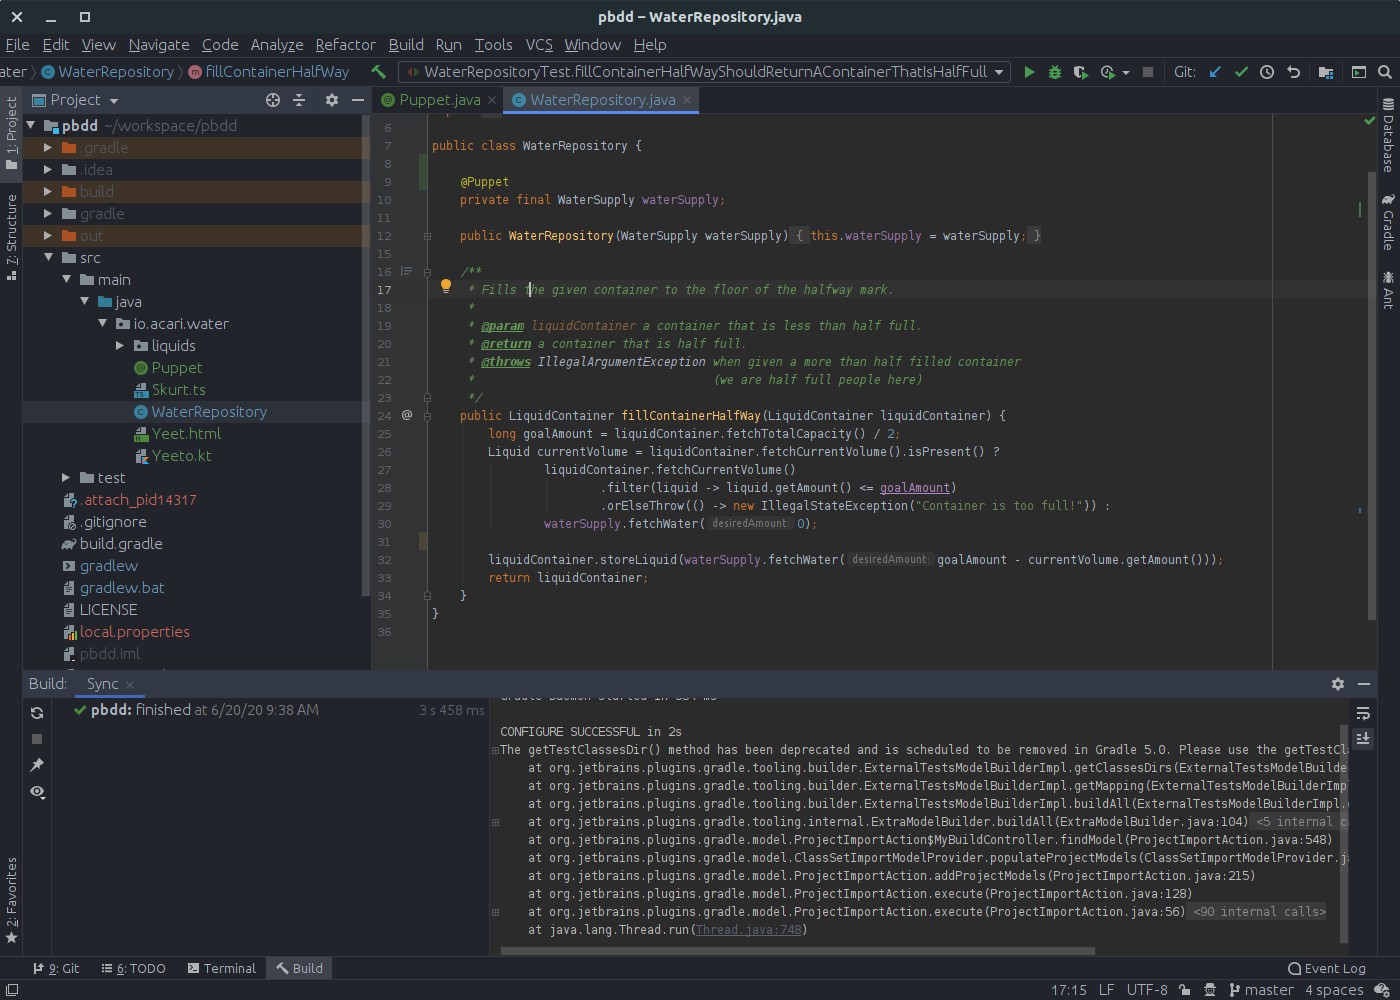 pbdd – WaterRepository.java
File Edit View Navigate Code Analyze Refactor Build Run Tools VCS Window Help
ater WaterRepository fillContainerHalfWay WaterRepositoryTest.fillContainerHalfWayShouldReturnAContainerThatIsHalfFull Git:
1: Project
7: Structure
2: Favorites
Project
pbdd ~/workspace/pbdd
.gradle
.idea
build
gradle
out
src
main
java
io.acari.water
liquids
Puppet
Skurt.ts
WaterRepository
Yeet.html
Yeeto.kt
test
.attach_pid14317
.gitignore
build.gradle
gradlew
gradlew.bat
LICENSE
local.properties
pbdd.iml
Puppet.java WaterRepository.java
6
7 public class WaterRepository {
8
9 @Puppet
10 private final WaterSupply waterSupply;
11
12 public WaterRepository(WaterSupply waterSupply) { this.waterSupply = waterSupply; }
15
16 /**
17 * Fills the given container to the floor of the halfway mark.
18 *
19 * @param liquidContainer a container that is less than half full.
20 * @return a container that is half full.
21 * @throws IllegalArgumentException when given a more than half filled container
22 * (we are half full people here)
23 */
24 @ public LiquidContainer fillContainerHalfWay(LiquidContainer liquidContainer) {
25 long goalAmount = liquidContainer.fetchTotalCapacity() / 2;
26 Liquid currentVolume = liquidContainer.fetchCurrentVolume().isPresent() ?
27 liquidContainer.fetchCurrentVolume()
28 .filter(liquid -> liquid.getAmount() <= goalAmount)
29 .orElseThrow(() -> new IllegalStateException("Container is too full!")) :
30 waterSupply.fetchWater( desiredAmount: 0);
31
32 liquidContainer.storeLiquid(waterSupply.fetchWater( desiredAmount: goalAmount - currentVolume.getAmount()));
33 return liquidContainer;
34 }
35 }
36
Database
Gradle
Ant
Build: Sync
pbdd: finished at 6/20/20 9:38 AM 3 s 458 ms
CONFIGURE SUCCESSFUL in 2s
The getTestClassesDir() method has been deprecated and is scheduled to be removed in Gradle 5.0. Please use the getTestCl
at org.jetbrains.plugins.gradle.tooling.builder.ExternalTestsModelBuilderImpl.getClassesDirs(ExternalTestsModelBuilde
at org.jetbrains.plugins.gradle.tooling.builder.ExternalTestsModelBuilderImpl.getMapping(ExternalTestsModelBuilderImp
at org.jetbrains.plugins.gradle.tooling.builder.ExternalTestsModelBuilderImpl.buildAll(ExternalTestsModelBuilderImpl.
at org.jetbrains.plugins.gradle.tooling.internal.ExtraModelBuilder.buildAll(ExtraModelBuilder.java:104) <5 internal c
at org.jetbrains.plugins.gradle.model.ProjectImportAction$MyBuildController.findModel(ProjectImportAction.java:548)
at org.jetbrains.plugins.gradle.model.ClassSetImportModelProvider.populateProjectModels(ClassSetImportModelProvider.j
at org.jetbrains.plugins.gradle.model.ProjectImportAction.addProjectModels(ProjectImportAction.java:215)
at org.jetbrains.plugins.gradle.model.ProjectImportAction.execute(ProjectImportAction.java:128)
at org.jetbrains.plugins.gradle.model.ProjectImportAction.execute(ProjectImportAction.java:56) <90 internal calls>
at java.lang.Thread.run(Thread.java:748)
9: Git 6: TODO Terminal Build Event Log
17:15 LF UTF-8 master 4 spaces